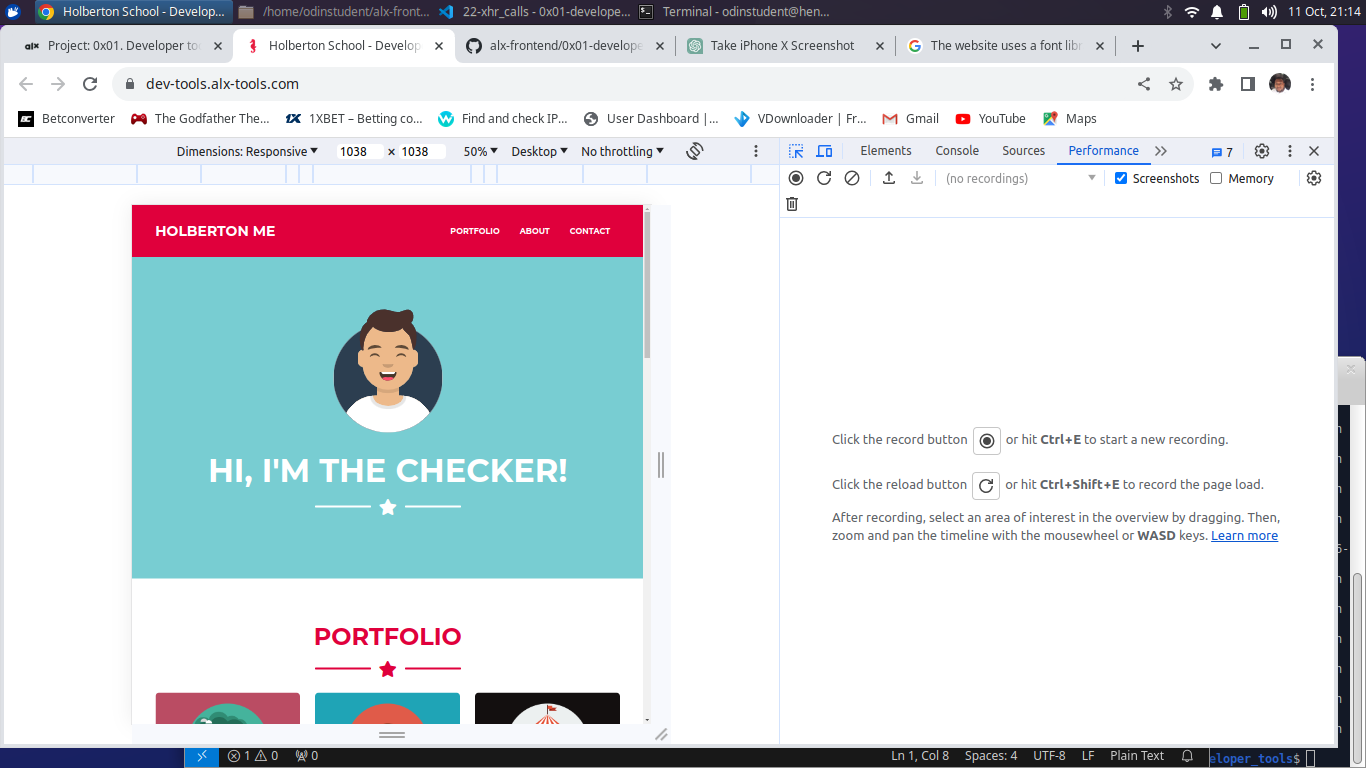 Holberton School - Develop... /home/odinstudent/alx-front... 22-xhr_calls - 0x01-develope... Terminal - odinstudent@hen... 11 Oct, 21:14
alx Project: 0x01. Developer to Holberton School - Develop alx-frontend/0x01-develope Take iPhone X Screenshot The website uses a font libr
dev-tools.alx-tools.com
BC Betconverter The Godfather The... 1X 1XBET – Betting co... Find and check IP... User Dashboard |... VDownloader | Fr... Gmail YouTube Maps
Dimensions: Responsive 1038 × 1038 50% Desktop No throttling
Elements Console Sources Performance 7
(no recordings) Screenshots Memory
HOLBERTON ME PORTFOLIO ABOUT CONTACT
HI, I'M THE CHECKER!
PORTFOLIO
Click the record button or hit Ctrl+E to start a new recording.
Click the reload button or hit Ctrl+Shift+E to record the page load.
After recording, select an area of interest in the overview by dragging. Then,
zoom and pan the timeline with the mousewheel or WASD keys. Learn more
1 0 0 Ln 1, Col 8 Spaces: 4 UTF-8 LF Plain Text eloper_tools$